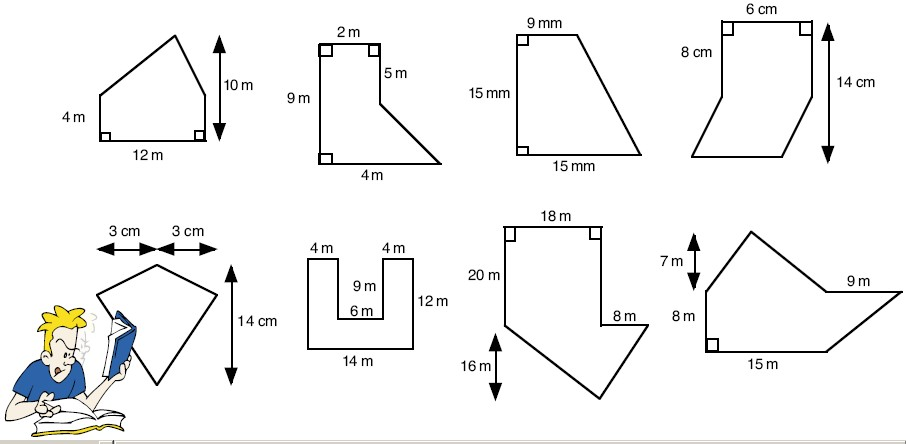 4 m
10 m
12 m
2 m
5 m
9 m
4 m
9 mm
15 mm
15 mm
6 cm
8 cm
14 cm
3 cm 3 cm
14 cm
4 m 4 m
9 m
6 m
12 m
14 m
18 m
20 m
8 m
16 m
7 m
9 m
8 m
15 m